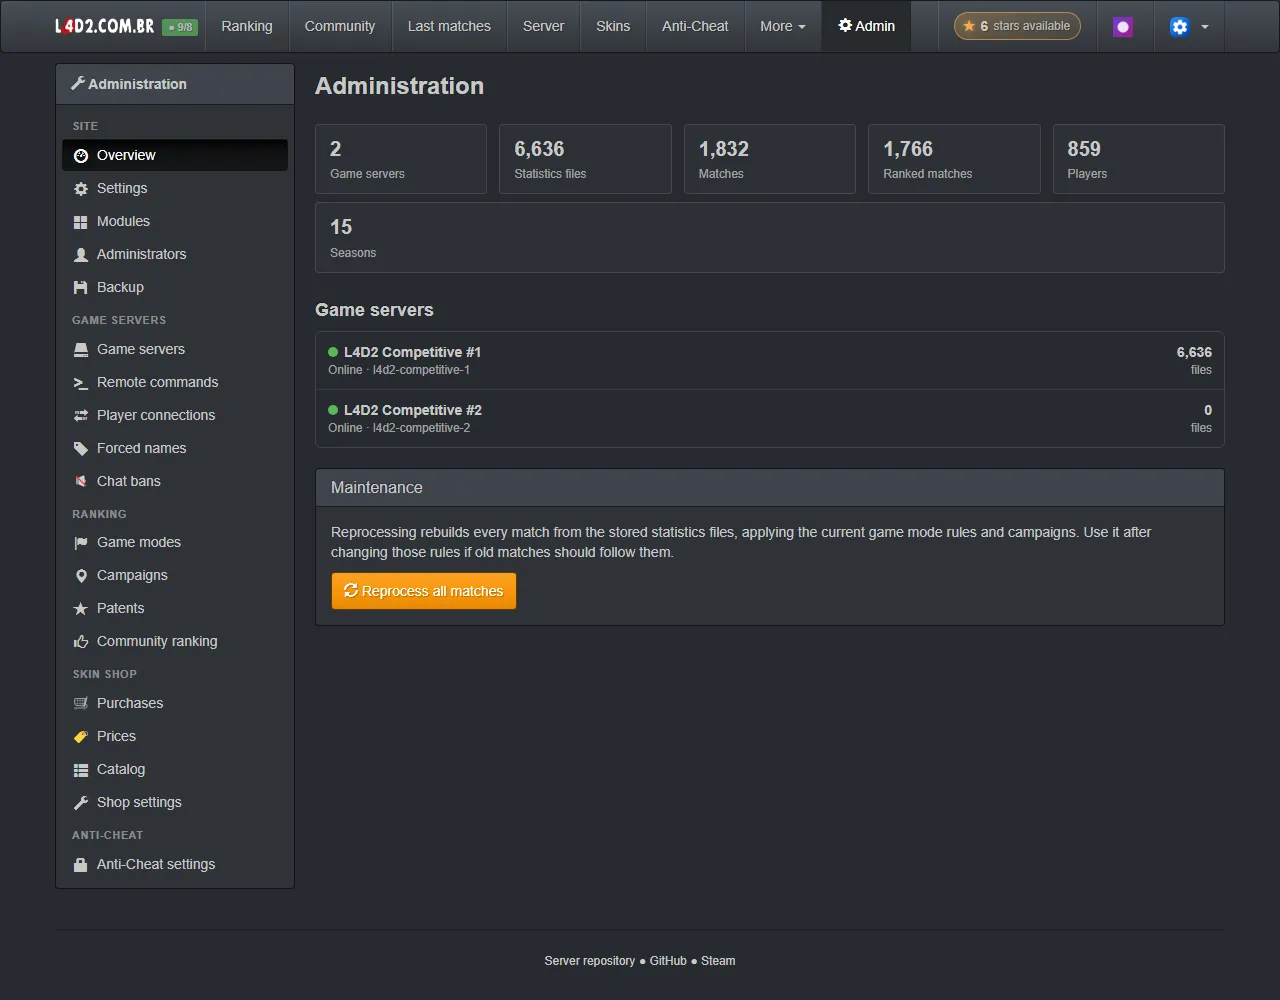 L4D2.COM.BR 9/8 Ranking Community Last matches Server Skins Anti-Cheat More Admin 6 stars available
Administration
SITE
Overview
Settings
Modules
Administrators
Backup
GAME SERVERS
Game servers
Remote commands
Player connections
Forced names
Chat bans
RANKING
Game modes
Campaigns
Patents
Community ranking
SKIN SHOP
Purchases
Prices
Catalog
Shop settings
ANTI-CHEAT
Anti-Cheat settings
Administration
2
Game servers
6,636
Statistics files
1,832
Matches
1,766
Ranked matches
859
Players
15
Seasons
Game servers
L4D2 Competitive #1 6,636
Online · l4d2-competitive-1 files
L4D2 Competitive #2 0
Online · l4d2-competitive-2 files
Maintenance
Reprocessing rebuilds every match from the stored statistics files, applying the current game mode rules and campaigns. Use it after
changing those rules if old matches should follow them.
Reprocess all matches
Server repository ● GitHub ● Steam